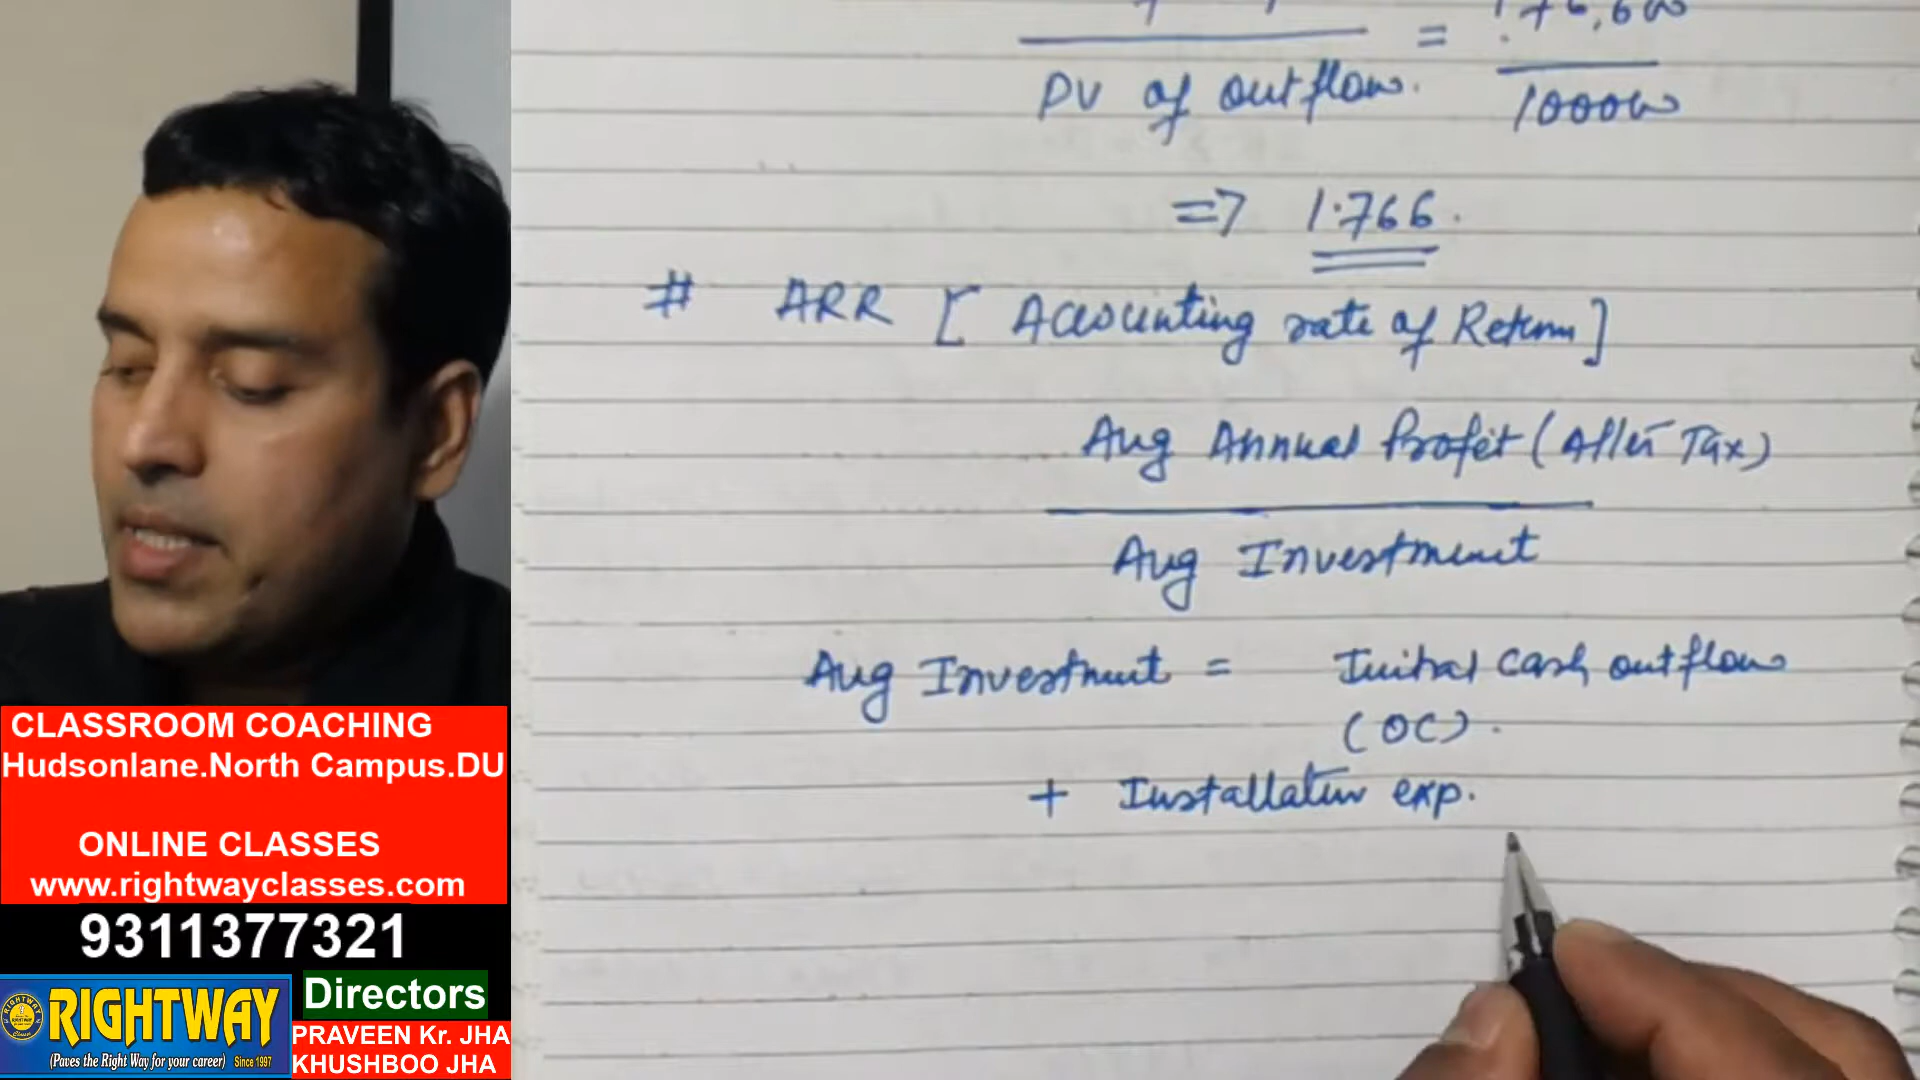 PV of outflow. = 10000
=> 1.766.
# ARR [Accounting rate of Return]
Avg Annual Profit (After Tax)
Avg Investment
Avg Investment = Initial cash outflow
(OC).
+ Installation exp.
CLASSROOM COACHING
Hudsonlane.North Campus.DU
ONLINE CLASSES
www.rightwayclasses.com
9311377321
RIGHTWAY
(Paves the Right Way for your career) Since 1997
Directors
PRAVEEN Kr. JHA
KHUSHBOO JHA